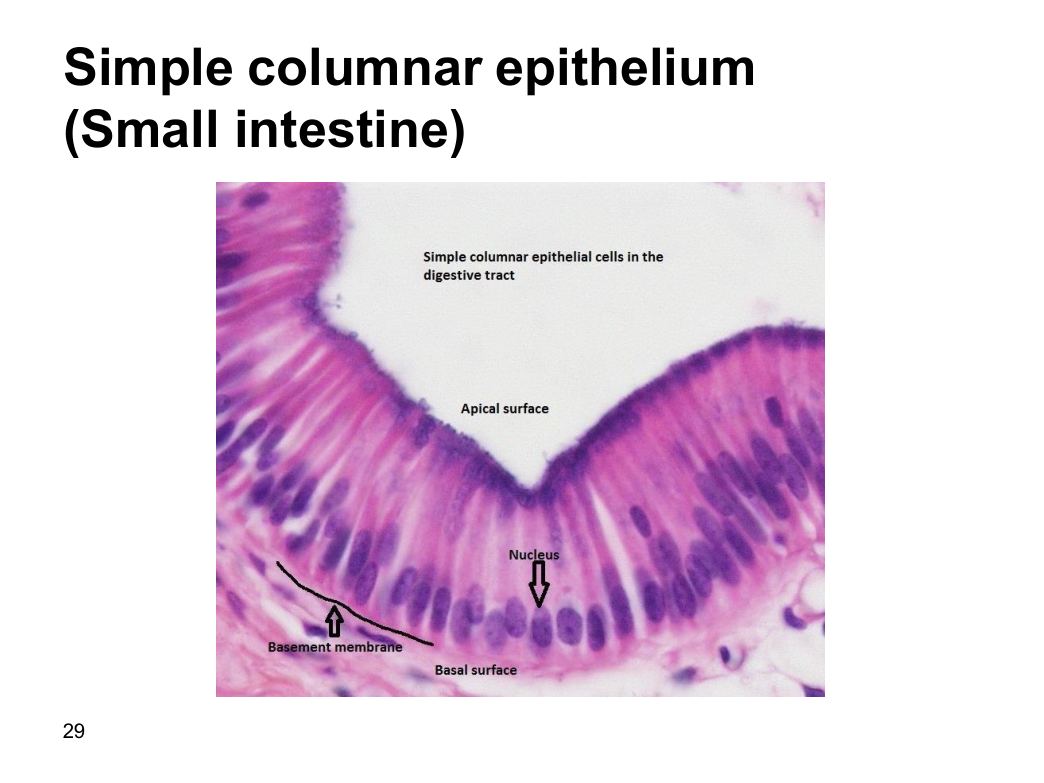 Simple columnar epithelium
(Small intestine)
Simple columnar epithelial cells in the
digestive tract
Apical surface
Nucleus
Basement membrane
Basal surface
29